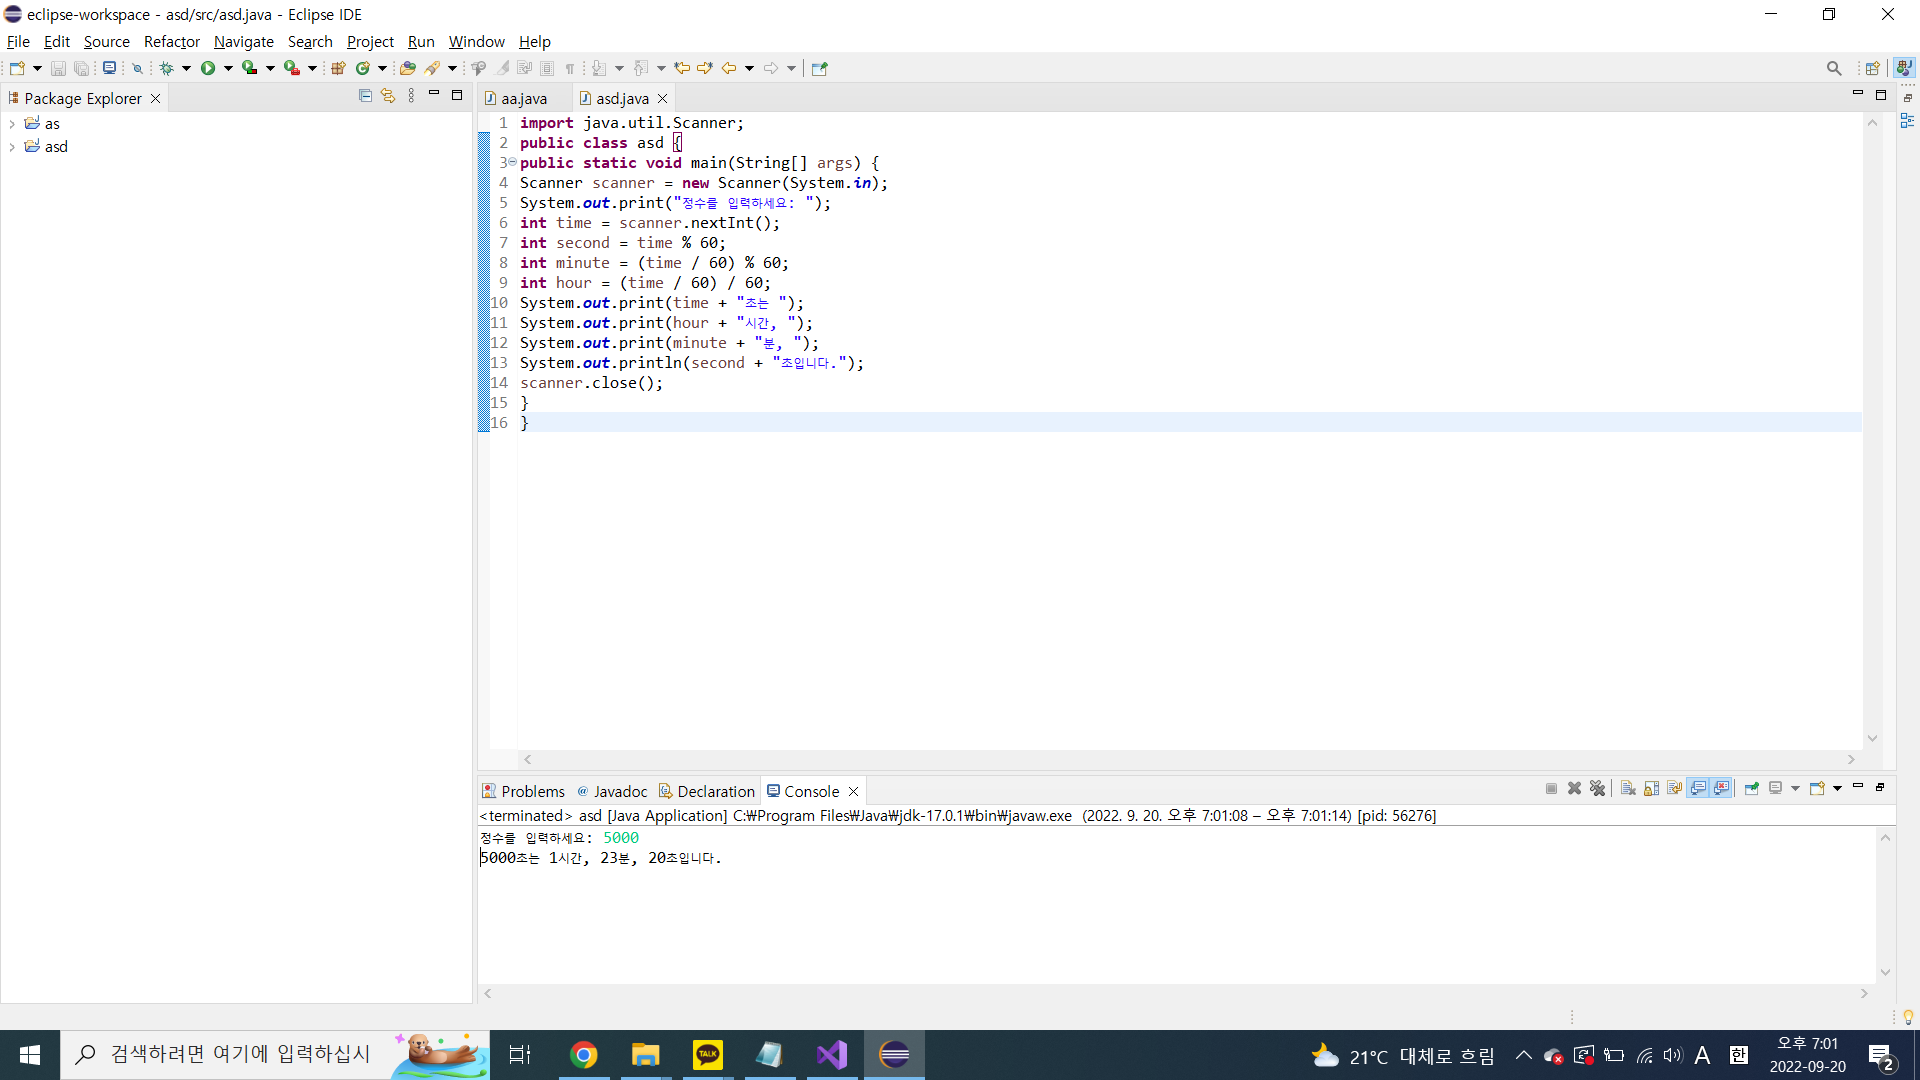 eclipse-workspace - asd/src/asd.java - Eclipse IDE
File Edit Source Refactor Navigate Search Project Run Window Help
Package Explorer
as
asd
aa.java asd.java
1 import java.util.Scanner;
2 public class asd {
3 public static void main(String[] args) {
4 Scanner scanner = new Scanner(System.in);
5 System.out.print("정수를 입력하세요: ");
6 int time = scanner.nextInt();
7 int second = time % 60;
8 int minute = (time / 60) % 60;
9 int hour = (time / 60) / 60;
10 System.out.print(time + "초는 ");
11 System.out.print(hour + "시간, ");
12 System.out.print(minute + "분, ");
13 System.out.println(second + "초입니다.");
14 scanner.close();
15 }
16 }
Problems @ Javadoc Declaration Console
<terminated> asd [Java Application] C:₩Program Files₩Java₩jdk-17.0.1₩bin₩javaw.exe (2022. 9. 20. 오후 7:01:08 – 오후 7:01:14) [pid: 56276]
정수를 입력하세요: 5000
5000초는 1시간, 23분, 20초입니다.
검색하려면 여기에 입력하십시
TALK
21°C 대체로 흐림
A 한
오후 7:01
2022-09-20
2